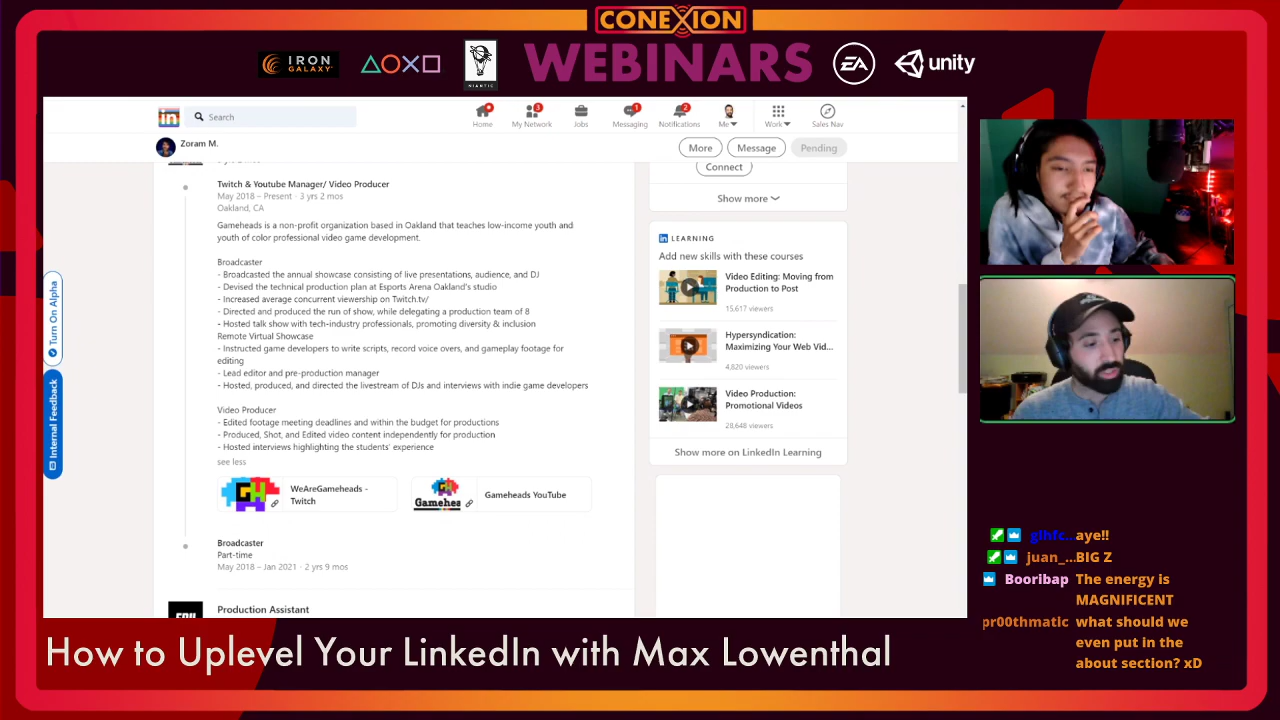 CONEXION
IRON
GALAXY
NIANTIC
WEBINARS
EA
unity
in
Search
Home
3
My Network
Jobs
1
Messaging
2
Notifications
Me
Work
Sales Nav
Zoram M.
More
Message
Pending
Twitch & Youtube Manager/ Video Producer
May 2018 – Present · 3 yrs 2 mos
Oakland, CA
Gameheads is a non-profit organization based in Oakland that teaches low-income youth and
youth of color professional video game development.
Broadcaster
- Broadcasted the annual showcase consisting of live presentations, audience, and DJ
- Devised the technical production plan at Esports Arena Oakland's studio
- Increased average concurrent viewership on Twitch.tv/
- Directed and produced the run of show, while delegating a production team of 8
- Hosted talk show with tech-industry professionals, promoting diversity & inclusion
Remote Virtual Showcase
- Instructed game developers to write scripts, record voice overs, and gameplay footage for
editing
- Lead editor and pre-production manager
- Hosted, produced, and directed the livestream of DJs and interviews with indie game developers
Video Producer
- Edited footage meeting deadlines and within the budget for productions
- Produced, Shot, and Edited video content independently for production
- Hosted interviews highlighting the students' experience
see less
GH
WeAreGameheads -
Twitch
GH
Gamehea
Gameheads YouTube
Broadcaster
Part-time
May 2018 – Jan 2021 · 2 yrs 9 mos
Production Assistant
Connect
Show more
in LEARNING
Add new skills with these courses
Video Editing: Moving from
Production to Post
15,617 viewers
Hypersyndication:
Maximizing Your Web Vid...
4,820 viewers
Video Production:
Promotional Videos
28,648 viewers
Show more on LinkedIn Learning
Turn On Alpha
Internal Feedback
glhfc... aye!!
juan_... BIG Z
Booribap The energy is
MAGNIFICENT
pr00thmatic what should we
even put in the
about section? xD
How to Uplevel Your LinkedIn with Max Lowenthal